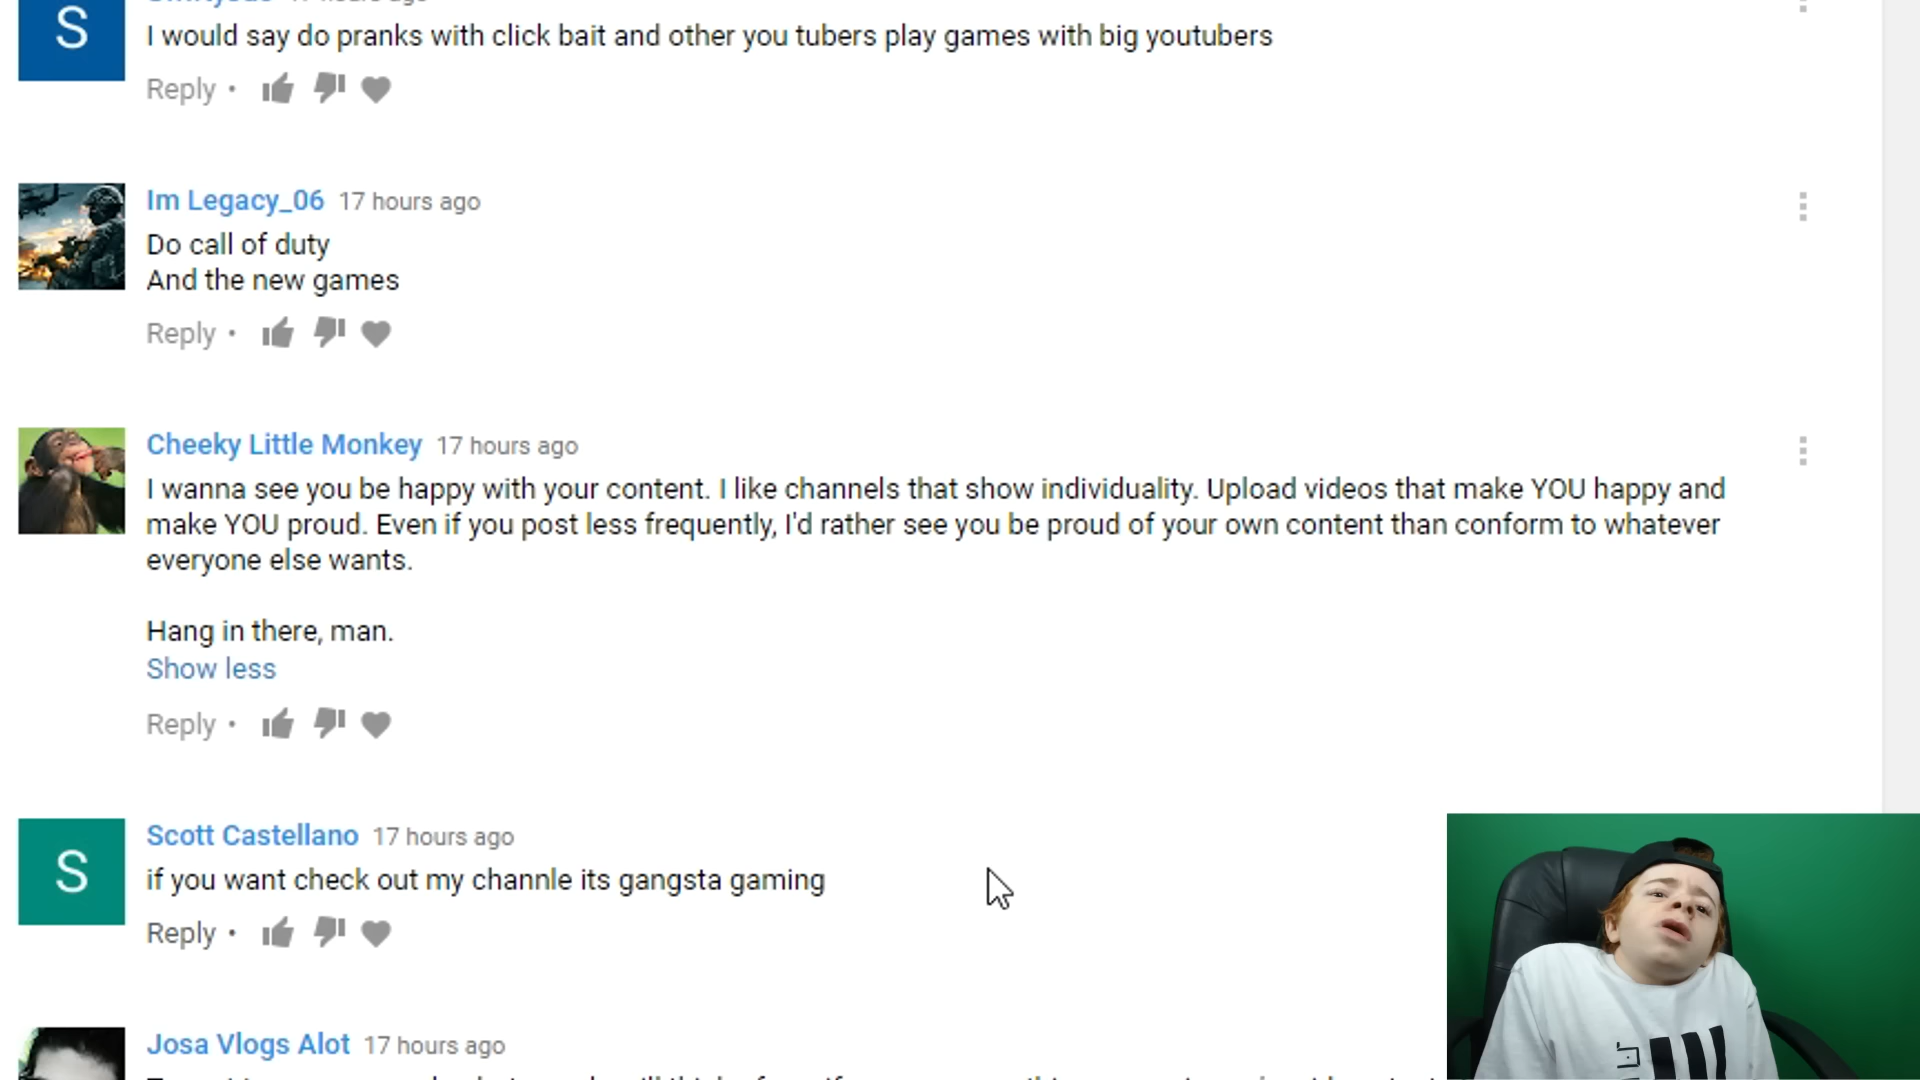 S
I would say do pranks with click bait and other you tubers play games with big youtubers
Reply •
Im Legacy_06 17 hours ago
Do call of duty
And the new games
Reply •
Cheeky Little Monkey 17 hours ago
I wanna see you be happy with your content. I like channels that show individuality. Upload videos that make YOU happy and
make YOU proud. Even if you post less frequently, I'd rather see you be proud of your own content than conform to whatever
everyone else wants.
Hang in there, man.
Show less
Reply •
S
Scott Castellano 17 hours ago
if you want check out my channle its gangsta gaming
Reply •
Josa Vlogs Alot 17 hours ago